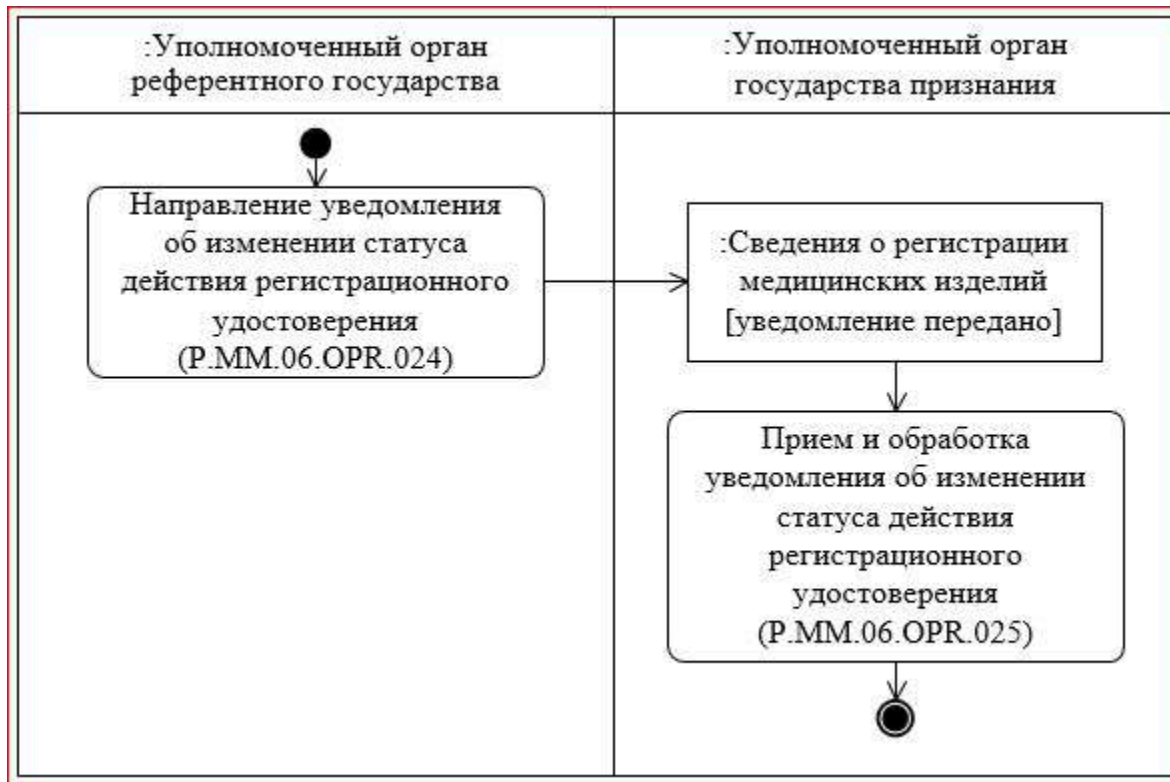 :Уполномоченный орган
референтного государства
:Уполномоченный орган
государства признания
Направление уведомления
об изменении статуса
действия регистрационного
удостоверения
(P.MM.06.OPR.024)
:Сведения о регистрации
медицинских изделий
[уведомление передано]
Прием и обработка
уведомления об изменении
статуса действия
регистрационного
удостоверения
(P.MM.06.OPR.025)